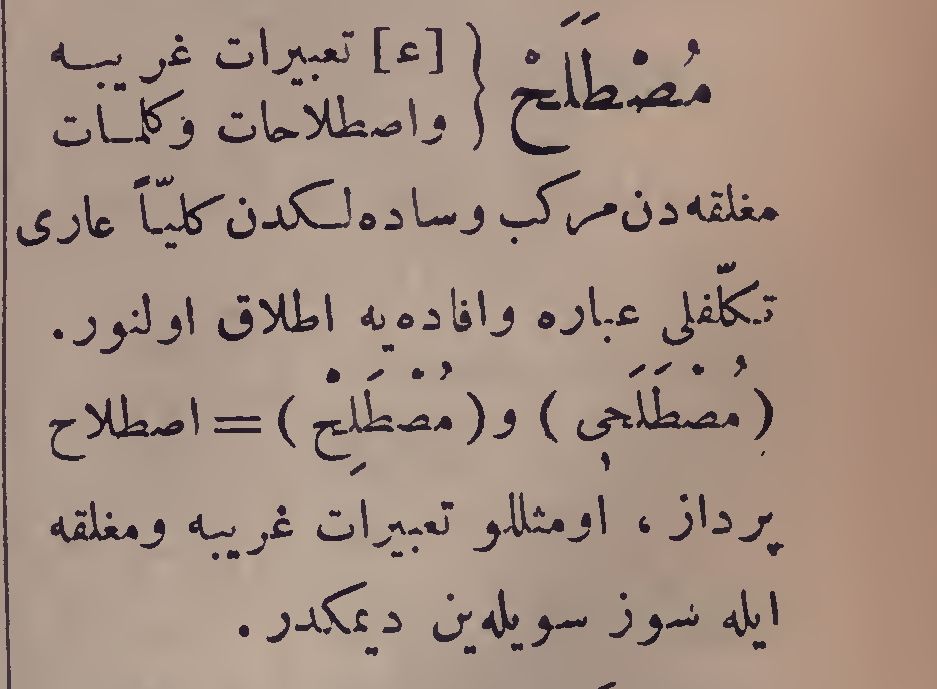 مُصْطَلَحْ { [ع] تعبيرات غريبه
واصطلاحات وكلمات
مغلقه‌دن مركب وساده‌لكدن كليّاً عارى
تكلّفلى عباره وافاده‌يه اطلاق اولنور.
(مُصْطَلَحى) و (مُصْطَلِحْ) = اصطلاح
پرداز، اومثللو تعبيرات غريبه ومغلقه
ايله سوز سويله‌ين ديمكدر.